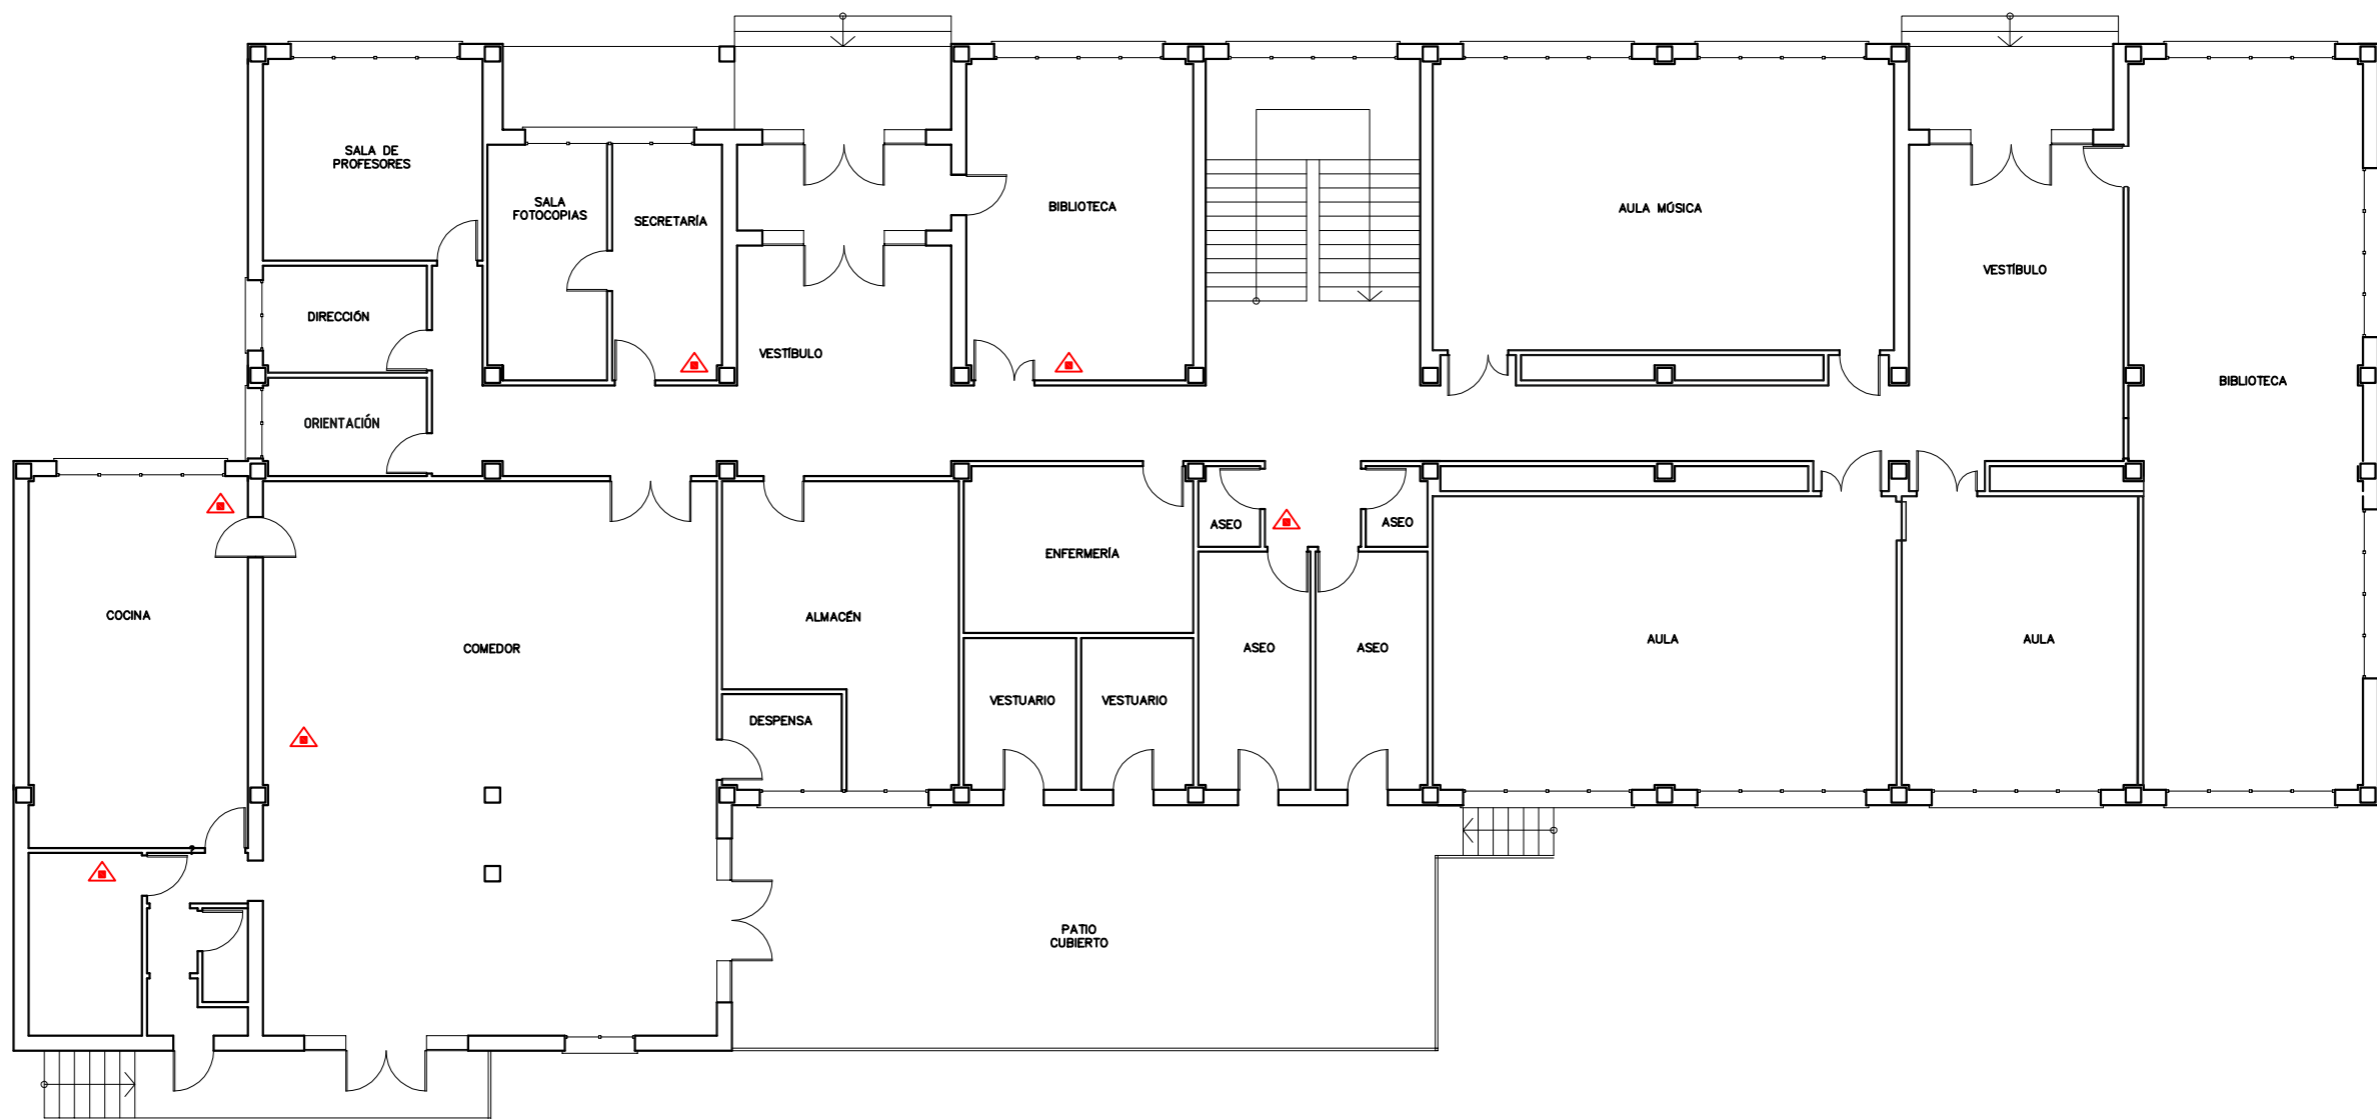 SALA DE
PROFESORES
SALA
FOTOCOPIAS
SECRETARÍA
BIBLIOTECA
AULA MÚSICA
VESTÍBULO
DIRECCIÓN
VESTÍBULO
BIBLIOTECA
ORIENTACIÓN
ASEO
ASEO
ENFERMERÍA
COCINA
ALMACÉN
COMEDOR
ASEO
ASEO
AULA
AULA
DESPENSA
VESTUARIO
VESTUARIO
PATIO
CUBIERTO